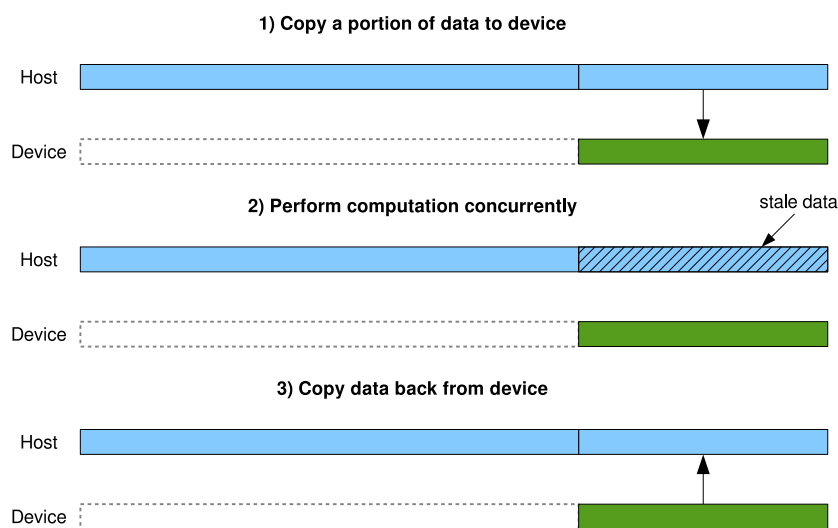 1) Copy a portion of data to device
Host
Device
2) Perform computation concurrently
stale data
Host
Device
3) Copy data back from device
Host
Device